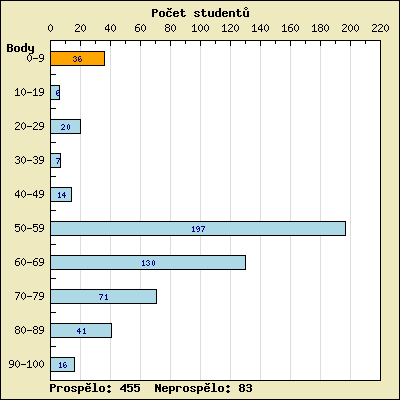 Počet studentů
0 20 40 60 80 100 120 140 160 180 200 220
Body
0-9 36
10-19 6
20-29 20
30-39 7
40-49 14
50-59 197
60-69 130
70-79 71
80-89 41
90-100 16
Prospělo: 455 Neprospělo: 83